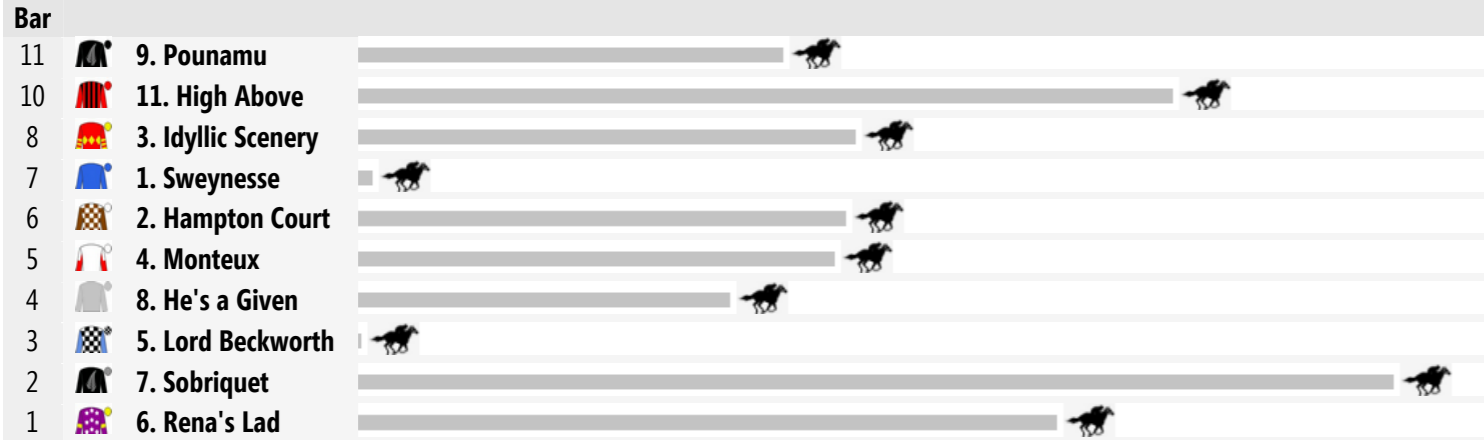 Bar
11 9. Pounamu
10 11. High Above
8 3. Idyllic Scenery
7 1. Sweynesse
6 2. Hampton Court
5 4. Monteux
4 8. He's a Given
3 5. Lord Beckworth
2 7. Sobriquet
1 6. Rena's Lad